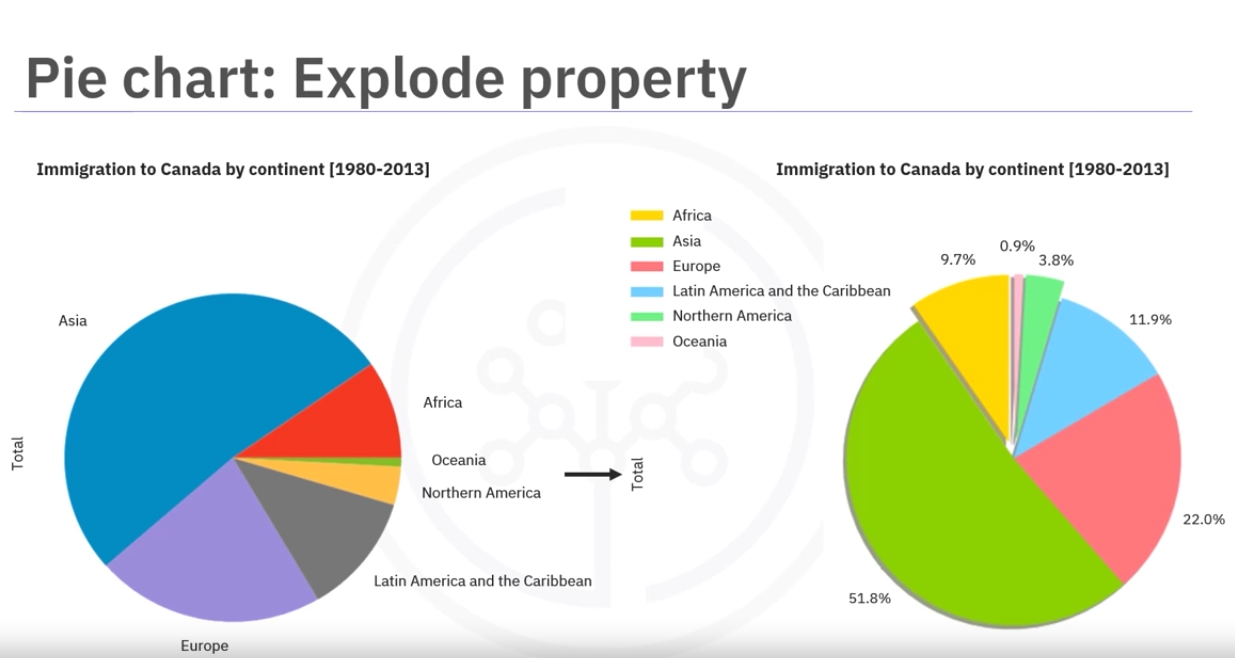 Pie chart: Explode property
Immigration to Canada by continent [1980-2013]
Asia
Africa
Oceania
Northern America
Latin America and the Caribbean
Europe
Total
Immigration to Canada by continent [1980-2013]
Africa
Asia
Europe
Latin America and the Caribbean
Northern America
Oceania
Total
9.7%
0.9%
3.8%
11.9%
22.0%
51.8%